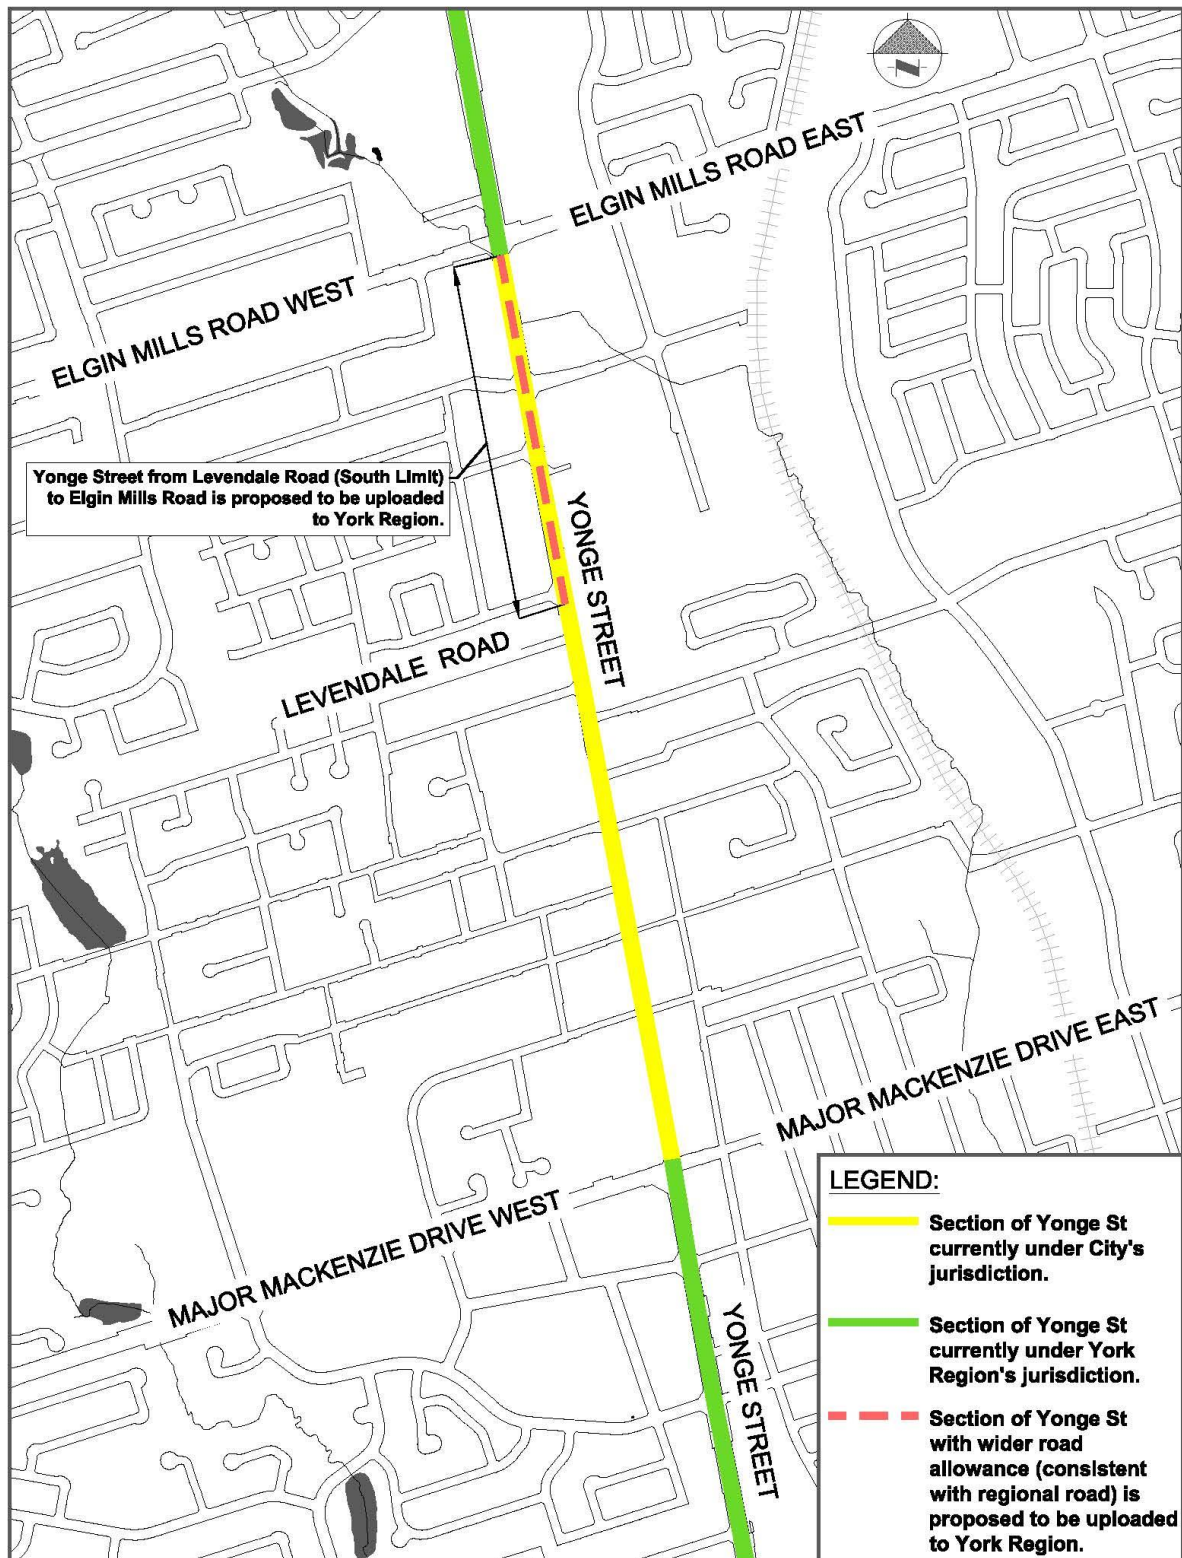 N
ELGIN MILLS ROAD EAST
ELGIN MILLS ROAD WEST
Yonge Street from Levendale Road (South Limit)
to Elgin Mills Road is proposed to be uploaded
to York Region.
YONGE STREET
LEVENDALE ROAD
MAJOR MACKENZIE DRIVE EAST
MAJOR MACKENZIE DRIVE WEST
YONGE STREET
LEGEND:
Section of Yonge St
currently under City's
jurisdiction.
Section of Yonge St
currently under York
Region's jurisdiction.
Section of Yonge St
with wider road
allowance (consistent
with regional road) is
proposed to be uploaded
to York Region.